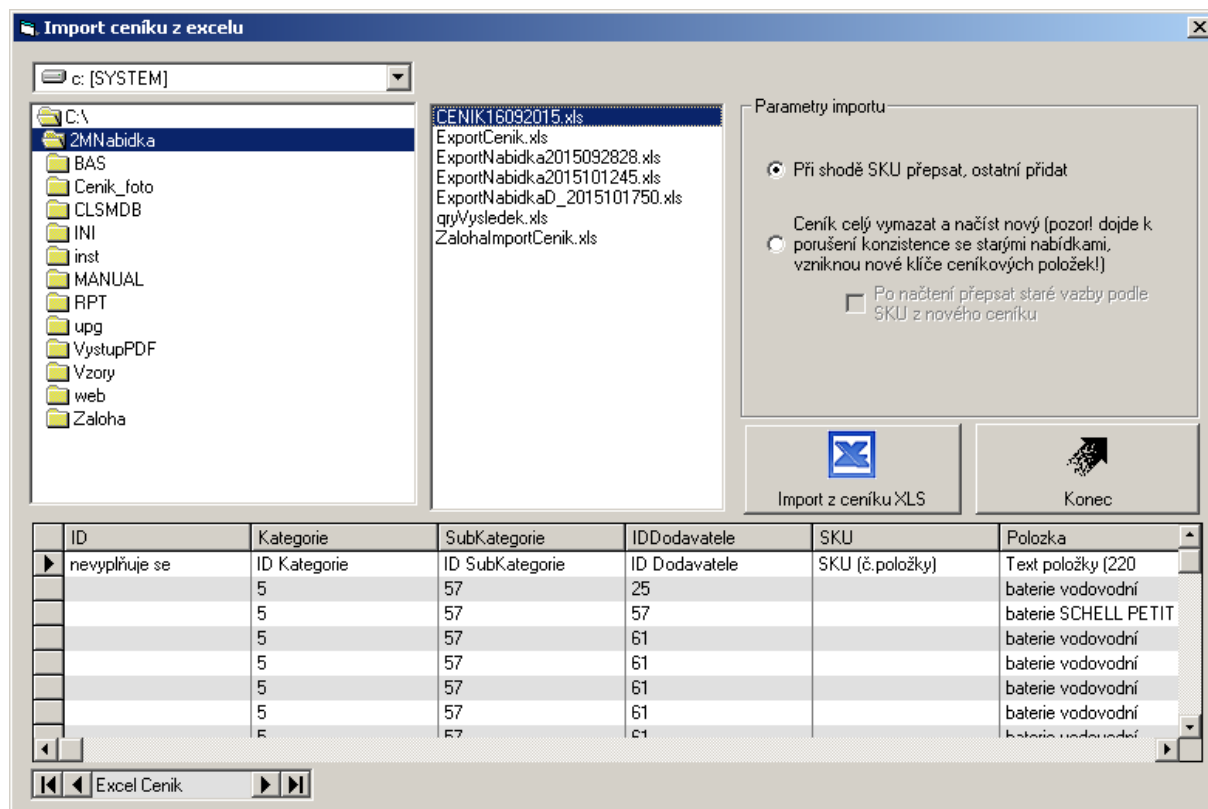 Import ceníku z excelu
c: [SYSTEM]
C:\
2MNabidka
BAS
Cenik_foto
CLSMDB
INI
inst
MANUAL
RPT
upg
VystupPDF
Vzory
web
Zaloha
CENIK16092015.xls
ExportCenik.xls
ExportNabidka2015092828.xls
ExportNabidka2015101245.xls
ExportNabidkaD_2015101750.xls
qryVysledek.xls
ZalohaImportCenik.xls
Parametry importu
Při shodě SKU přepsat, ostatní přidat
Ceník celý vymazat a načíst nový (pozor! dojde k
porušení konzistence se starými nabídkami,
vzniknou nové klíče ceníkových položek!)
Po načtení přepsat staré vazby podle
SKU z nového ceníku
Import z ceníku XLS
Konec
ID Kategorie SubKategorie IDDodavatele SKU Polozka
nevyplňuje se ID Kategorie ID SubKategorie ID Dodavatele SKU (č.položky) Text položky (220
5 57 25 baterie vodovodní
5 57 57 baterie SCHELL PETIT
5 57 61 baterie vodovodní
5 57 61 baterie vodovodní
5 57 61 baterie vodovodní
5 57 61 baterie vodovodní
5 57 61 baterie vodovodní
Excel Cenik